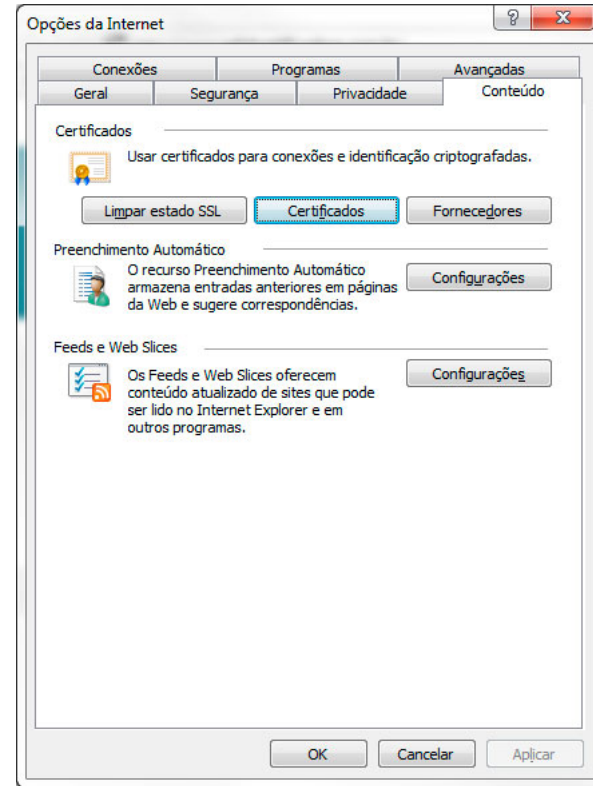 Opções da Internet
?
X
Conexões Programas Avançadas
Geral Segurança Privacidade Conteúdo
Certificados
Usar certificados para conexões e identificação criptografadas.
Limpar estado SSL Certificados Fornecedores
Preenchimento Automático
O recurso Preenchimento Automático
armazena entradas anteriores em páginas
da Web e sugere correspondências.
Configurações
Feeds e Web Slices
Os Feeds e Web Slices oferecem
conteúdo atualizado de sites que pode
ser lido no Internet Explorer e em
outros programas.
Configurações
OK Cancelar Aplicar